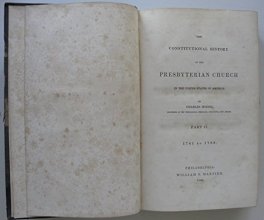 THE
CONSTITUTIONAL HISTORY
OF THE
PRESBYTERIAN CHURCH
IN THE UNITED STATES OF AMERICA
BY
CHARLES HODGE,
PART II.
1741 to 1788.
PHILADELPHIA:
WILLIAM S. MARTIEN